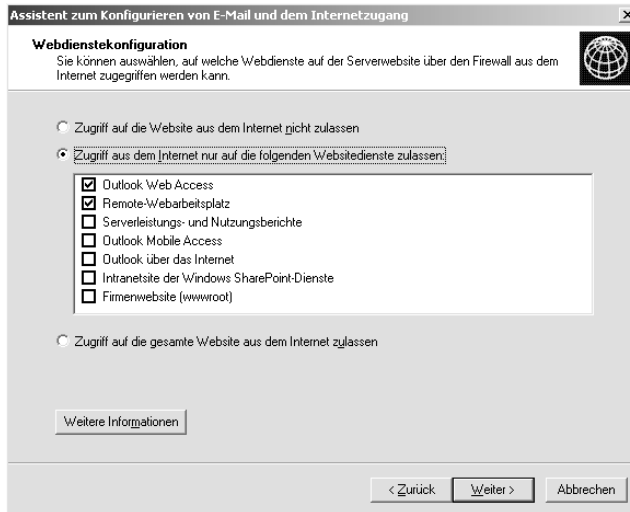 Assistent zum Konfigurieren von E-Mail und dem Internetzugang
Webdienstekonfiguration
Sie können auswählen, auf welche Webdienste auf der Serverwebsite über den Firewall aus dem
Internet zugegriffen werden kann.
Zugriff auf die Website aus dem Internet nicht zulassen
Zugriff aus dem Internet nur auf die folgenden Websitedienste zulassen:
Outlook Web Access
Remote-Webarbeitsplatz
Serverleistungs- und Nutzungsberichte
Outlook Mobile Access
Outlook über das Internet
Intranetsite der Windows SharePoint-Dienste
Firmenwebsite (wwwroot)
Zugriff auf die gesamte Website aus dem Internet zulassen
Weitere Informationen
< Zurück Weiter > Abbrechen